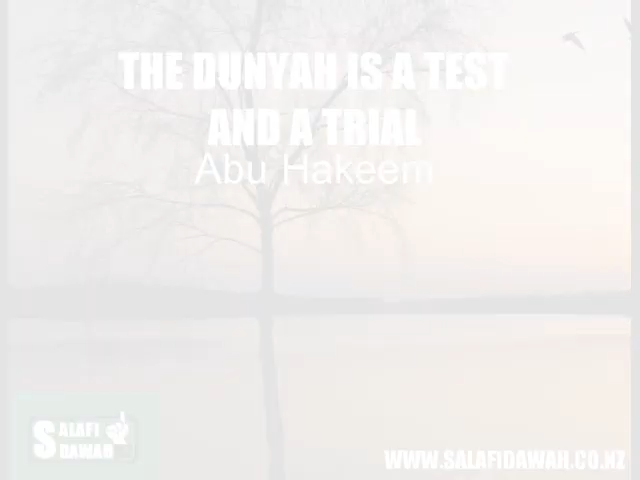 THE DUNYAH IS A TEST
AND A TRIAL
Abu Hakeem
SALAFI
DAWAH
WWW.SALAFIDAWAH.CO.NZ